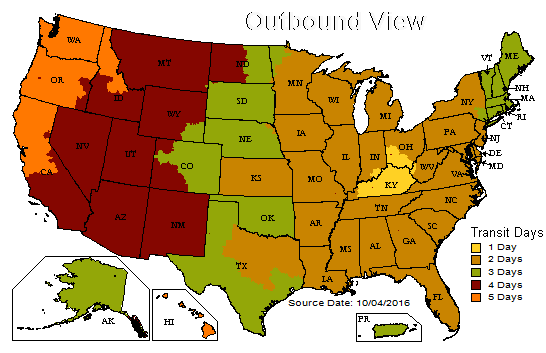 Outbound View
WA
MT
ND
MN
VT
ME
OR
ID
WY
SD
WI
MI
NY
NH
MA
RI
CT
NV
UT
CO
NE
IA
IL
IN
OH
PA
NJ
DE
MD
CA
KS
MO
KY
WV
VA
AZ
NM
OK
AR
TN
NC
SC
TX
LA
MS
AL
GA
FL
Transit Days
1 Day
2 Days
3 Days
4 Days
5 Days
Source Date: 10/04/2016
AK
HI
PR